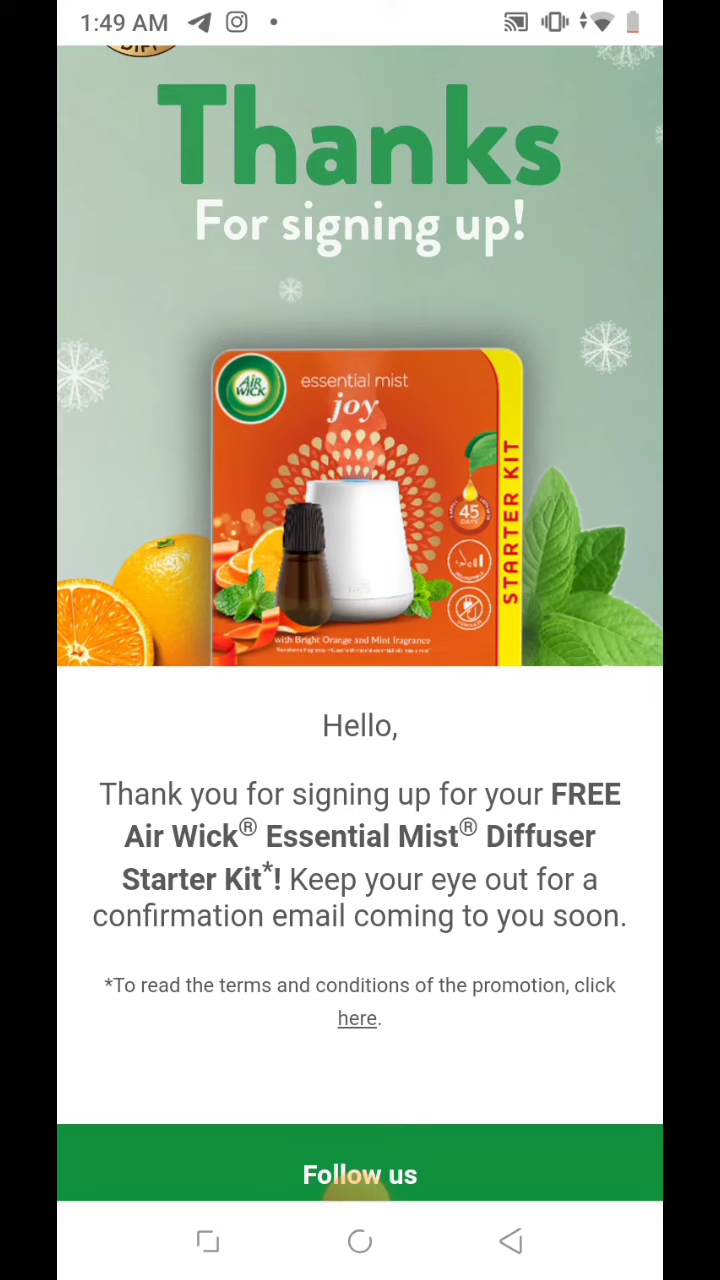 1:49 AM
Thanks
For signing up!
AIR WICK
essential mist
joy
45
DAYS
STARTER KIT
with Bright Orange and Mint fragrance
Hello,
Thank you for signing up for your FREE
Air Wick® Essential Mist® Diffuser
Starter Kit*! Keep your eye out for a
confirmation email coming to you soon.
*To read the terms and conditions of the promotion, click
here.
Follow us